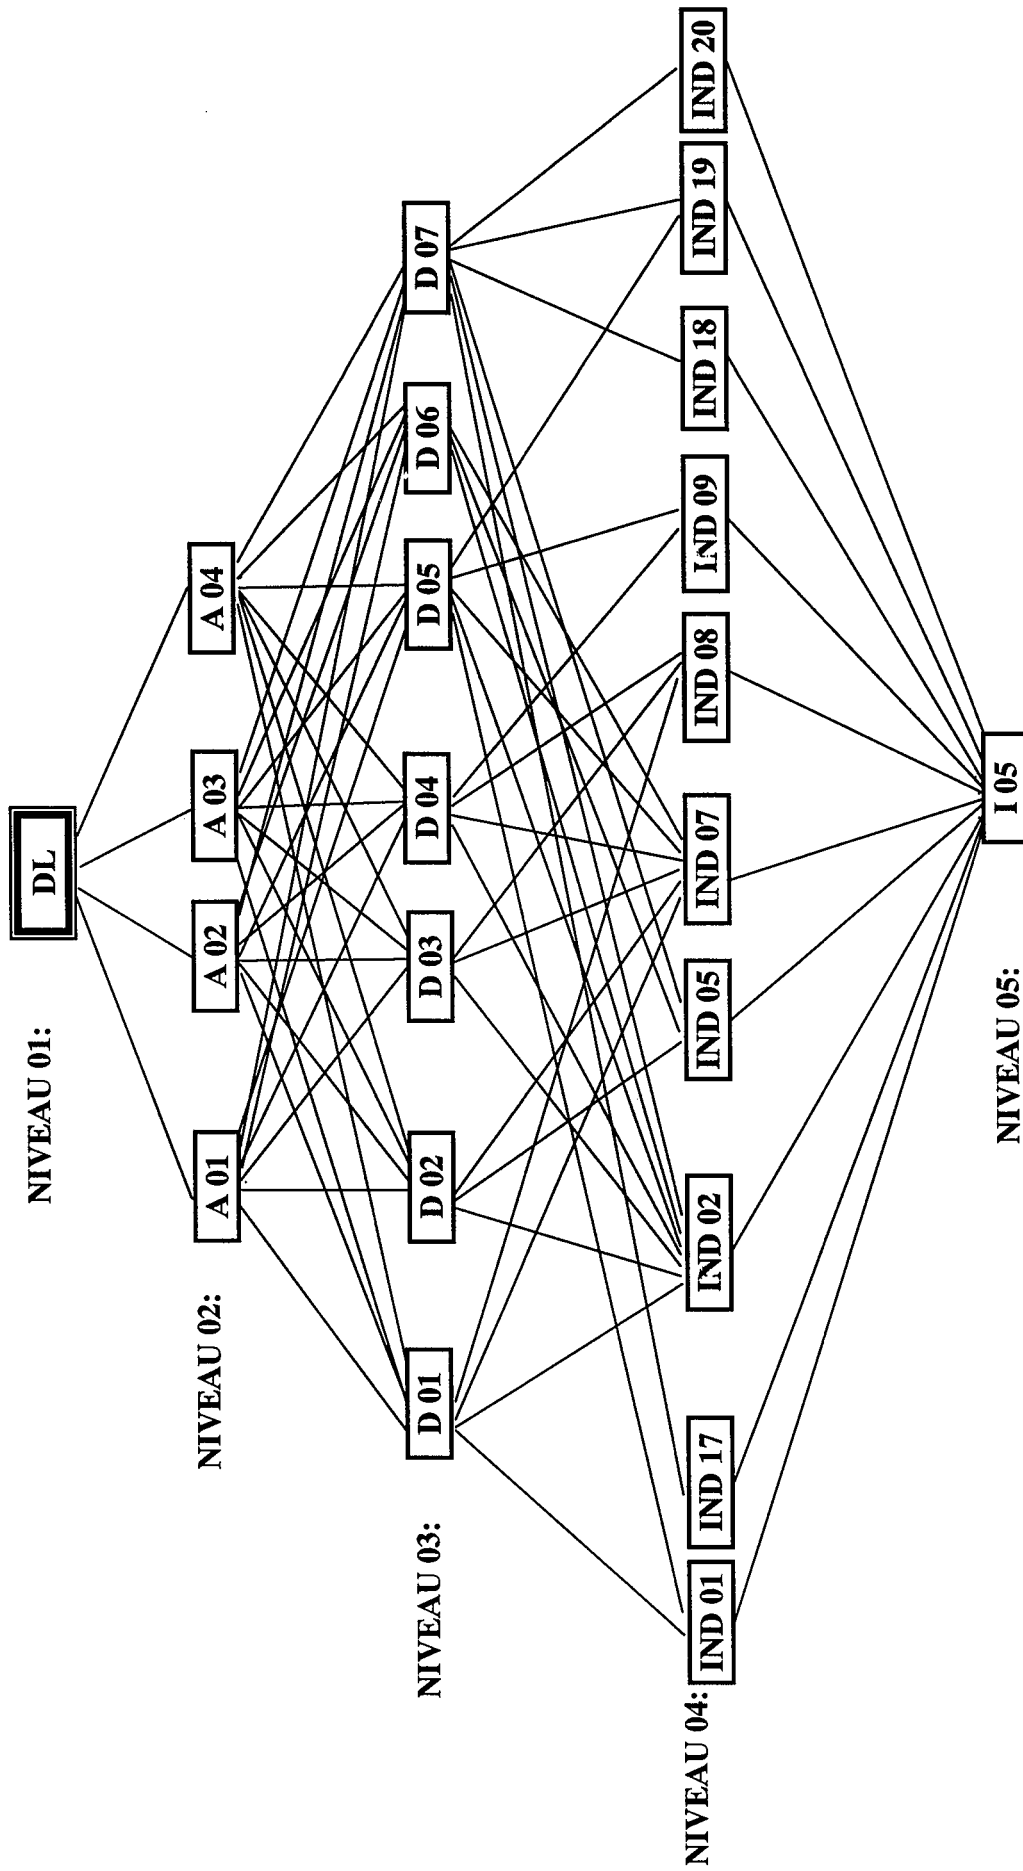 NIVEAU 01:
DL
NIVEAU 02:
A 01
A 02
A 03
A 04
NIVEAU 03:
D 01
D 02
D 03
D 04
D 05
D 06
D 07
NIVEAU 04:
IND 01
IND 17
IND 02
IND 05
IND 07
IND 08
IND 09
IND 18
IND 19
IND 20
NIVEAU 05:
I 05